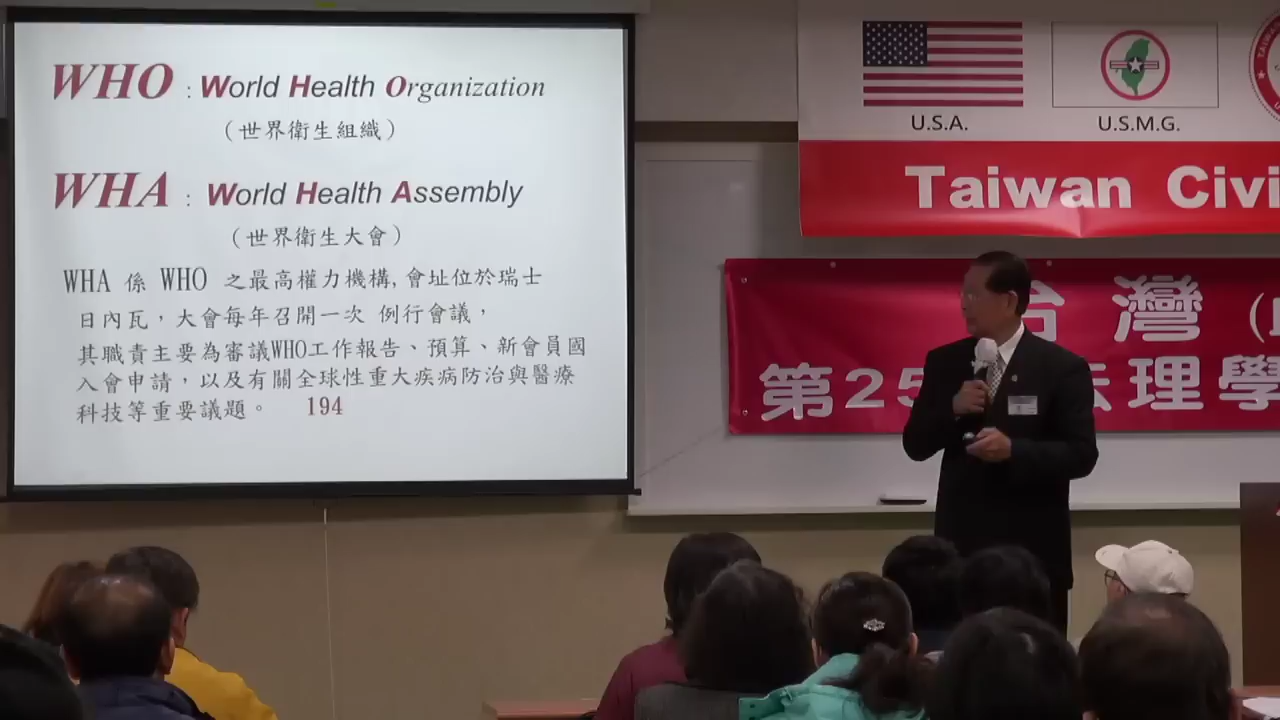 WHO : World Health Organization
（世界衛生組織）
WHA : World Health Assembly
（世界衛生大會）
WHA 係 WHO 之最高權力機構, 會址位於瑞士
日內瓦，大會每年召開一次 例行會議，
其職責主要為審議WHO工作報告、預算、新會員國
入會申請，以及有關全球性重大疾病防治與醫療
科技等重要議題。 194
U.S.A.
U.S.M.G.
Taiwan Civi
台灣
第25 法理學